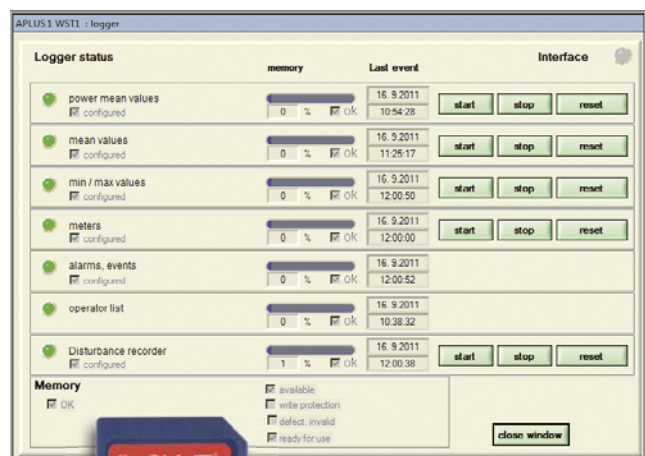 APLUS1 WST1 : logger
Logger status memory Last event Interface
power mean values 16. 9.2011
configured 0 % ok 10:54:28 start stop reset
mean values 16. 9.2011
configured 0 % ok 11:25:17 start stop reset
min / max values 16. 9.2011
configured 0 % ok 12:00:50 start stop reset
meters 16. 9.2011
configured 0 % ok 12:00:00 start stop reset
alarms, events 16. 9.2011
configured 0 % ok 12:00:52
operator list 16. 9.2011
0 % ok 10:38:32
Disturbance recorder 16. 9.2011
configured 1 % ok 12:00:38 start stop reset
Memory available
OK write protection
defect, invalid
ready for use close window